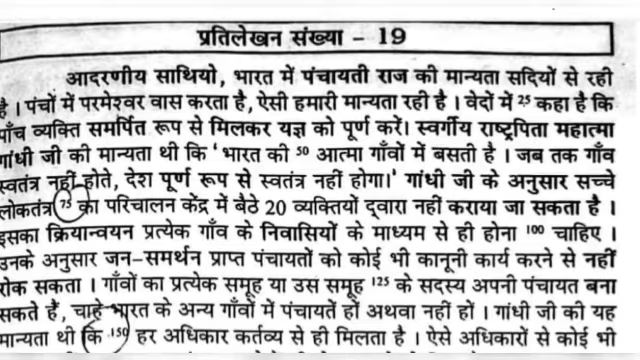 प्रतिलेखन संख्या – 19
आदरणीय साथियो, भारत में पंचायती राज की मान्यता सदियों से रही
है । पंचों में परमेश्वर वास करता है, ऐसी हमारी मान्यता रही है । वेदों में 25 कहा है कि
पाँच व्यक्ति समर्पित रूप से मिलकर यज्ञ को पूर्ण करें। स्वर्गीय राष्ट्रपिता महात्मा
गांधी जी की मान्यता थी कि ' भारत की 50 आत्मा गाँवों में बसती है । जब तक गाँव
स्वतंत्र नहीं होते, देश पूर्ण रूप से स्वतंत्र नहीं होगा।' गांधी जी के अनुसार सच्चे
लोकतंत्र 75 का परिचालन केंद्र में बैठे 20 व्यक्तियों द्वारा नहीं कराया जा सकता है ।
इसका क्रियान्वयन प्रत्येक गाँव के निवासियों के माध्यम से ही होना 100 चाहिए ।
उनके अनुसार जन-समर्थन प्राप्त पंचायतों को कोई भी कानूनी कार्य करने से नहीं
रोक सकता । गाँवों का प्रत्येक समूह या उस समूह 125 के सदस्य अपनी पंचायत बना
सकते हैं, चाहे भारत के अन्य गाँवों में पंचायतें हों अथवा नहीं हों । गांधी जी की यह
मान्यता थी कि 150 हर अधिकार कर्तव्य से ही मिलता है । ऐसे अधिकारों से कोई भी